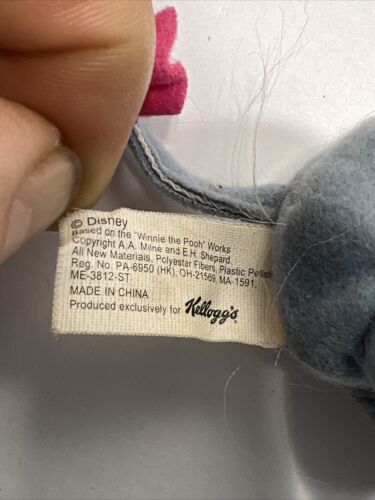 © Disney
Based on the "Winnie the Pooh" Works
Copyright A.A. Milne and E.H. Shepard.
All New Materials, Polyester Fibers, Plastic Pellets
Reg. No. PA-6950 (HK), OH-21569, MA-1591,
ME-3812-ST
MADE IN CHINA
Produced exclusively for Kellogg's